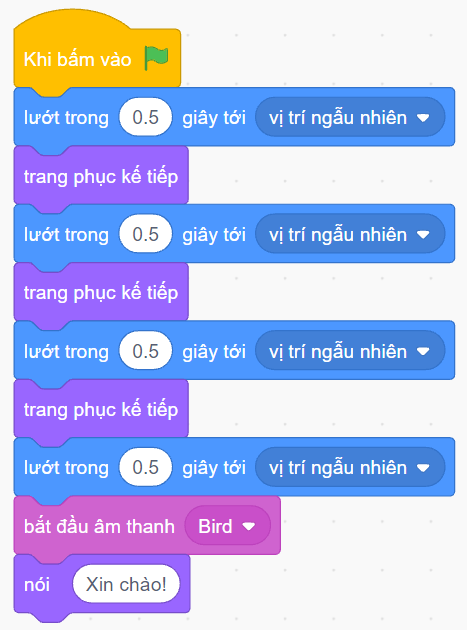 Khi bấm vào
lướt trong 0.5 giây tới vị trí ngẫu nhiên
trang phục kế tiếp
lướt trong 0.5 giây tới vị trí ngẫu nhiên
trang phục kế tiếp
lướt trong 0.5 giây tới vị trí ngẫu nhiên
trang phục kế tiếp
lướt trong 0.5 giây tới vị trí ngẫu nhiên
bắt đầu âm thanh Bird
nói Xin chào!